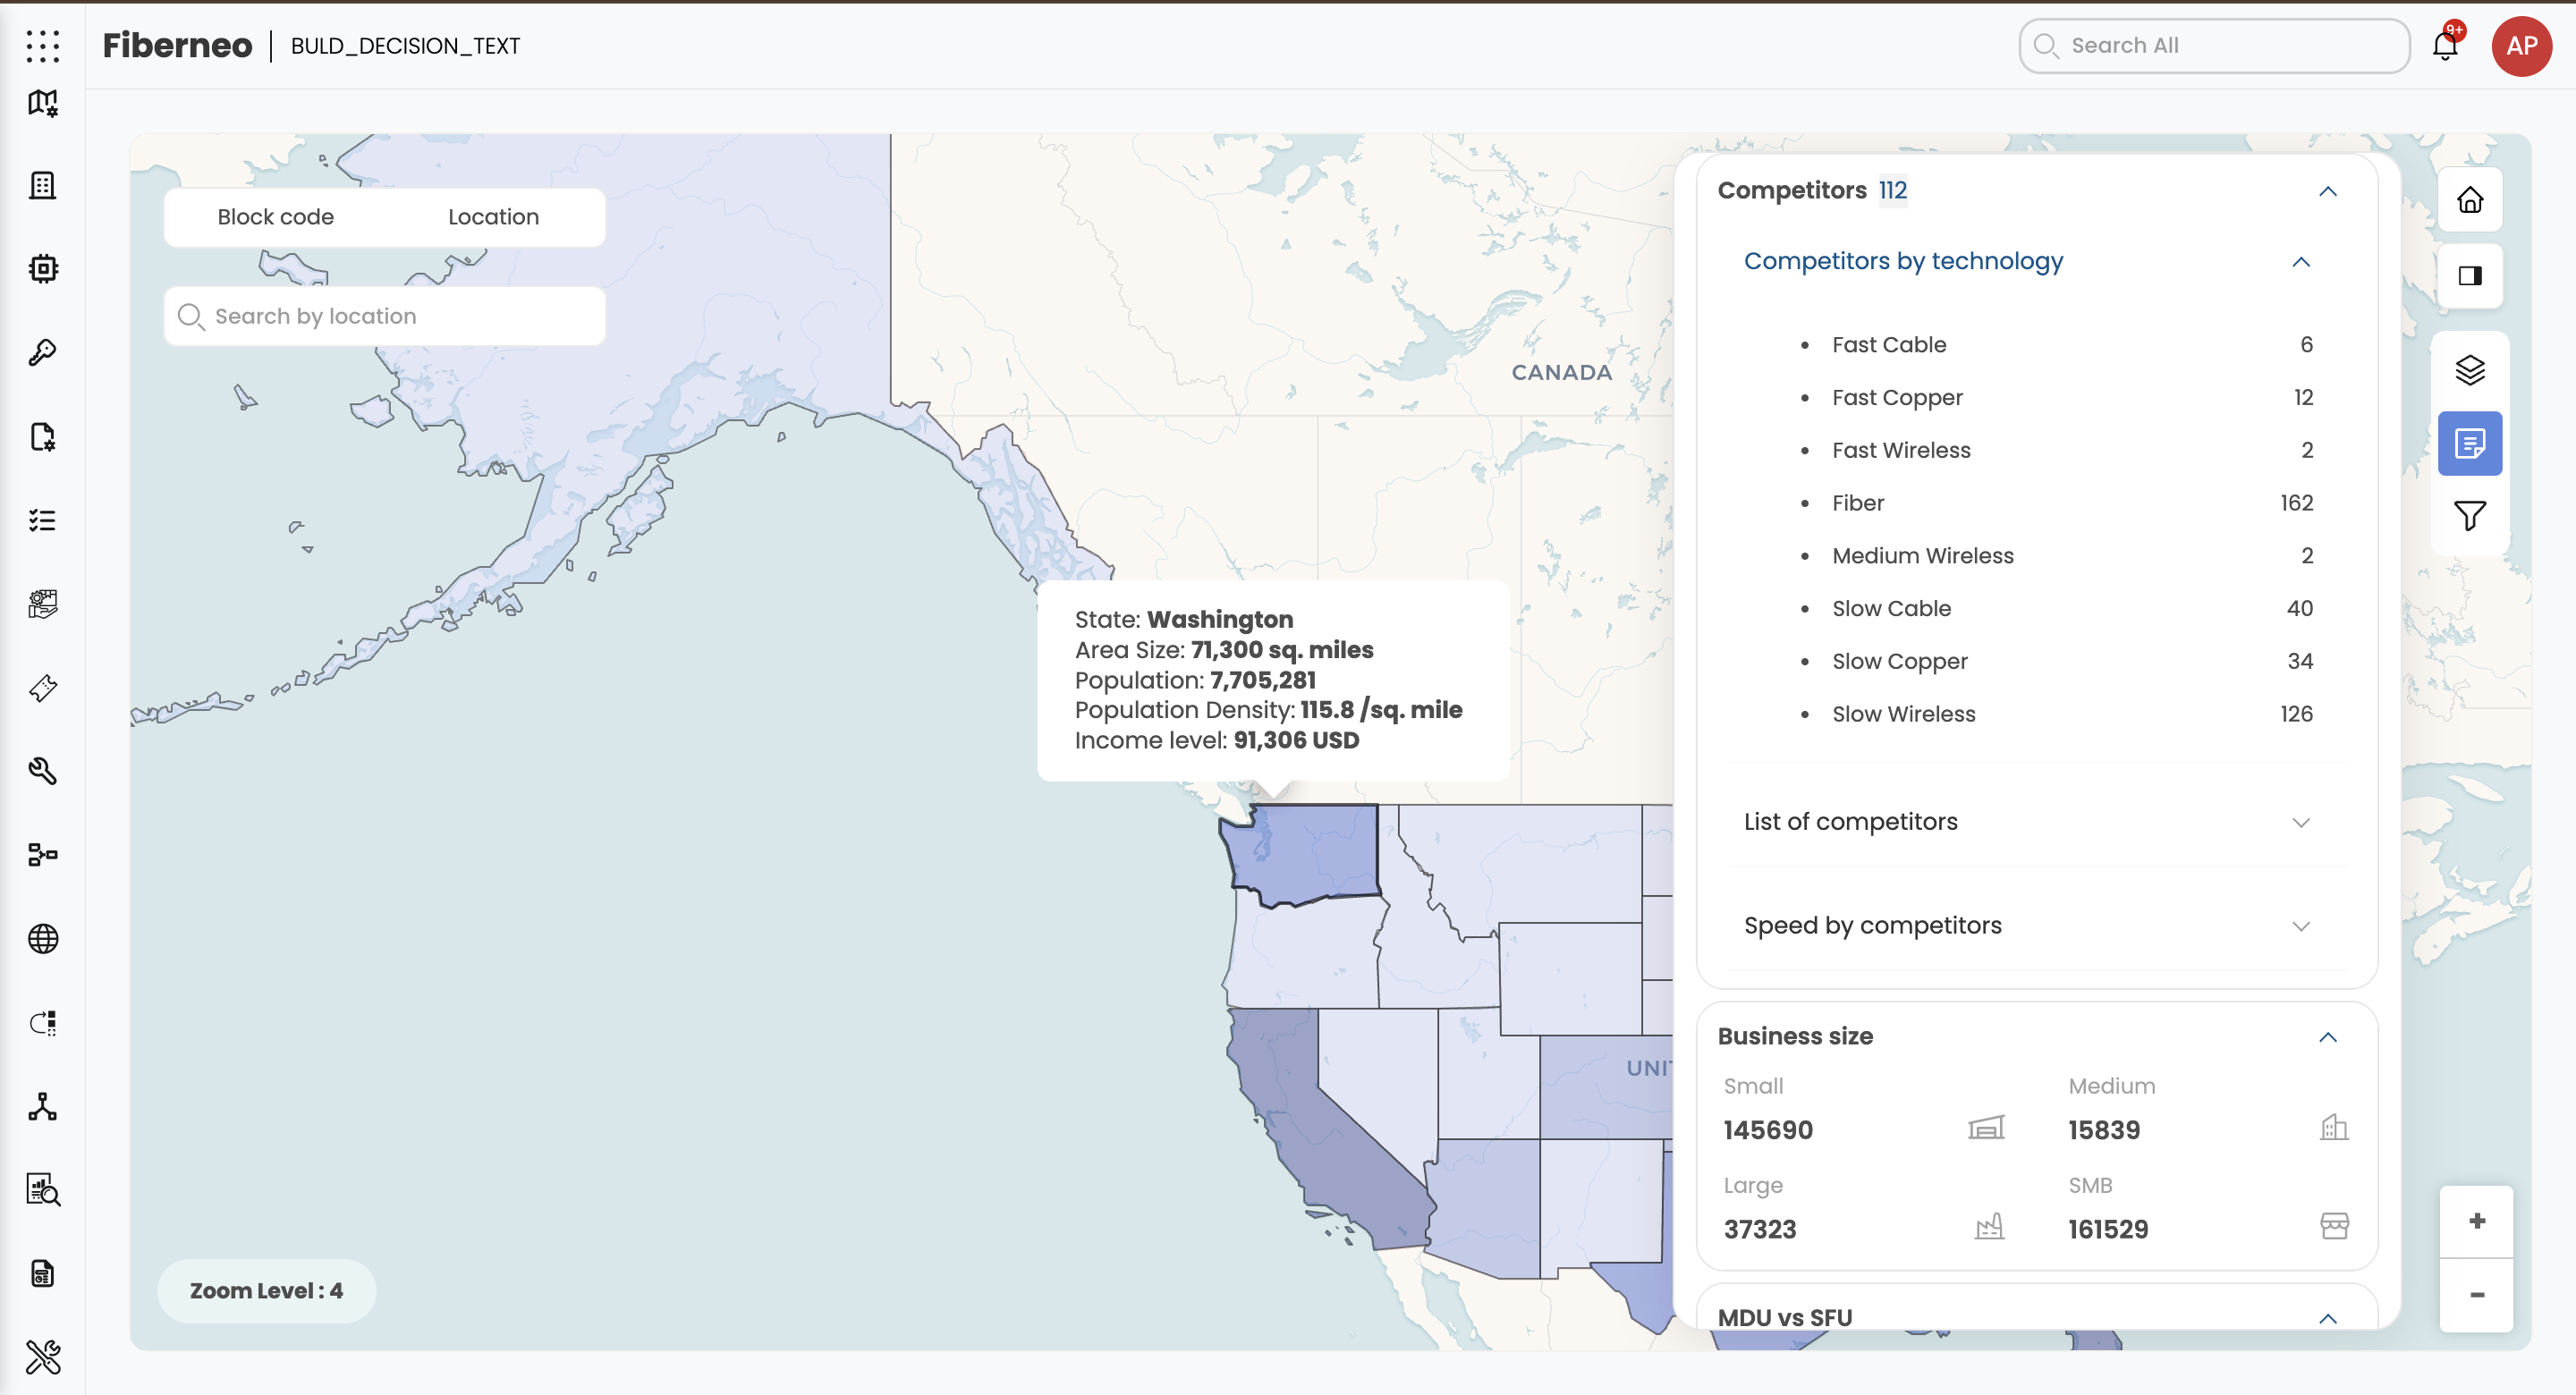 Fiberneo
BULD_DECISION_TEXT
Search All
9+
AP
Block code
Location
Search by location
CANADA
State: Washington
Area Size: 71,300 sq. miles
Population: 7,705,281
Population Density: 115.8 /sq. mile
Income level: 91,306 USD
UNIT
Zoom Level : 4
Competitors 112
Competitors by technology
• Fast Cable 6
• Fast Copper 12
• Fast Wireless 2
• Fiber 162
• Medium Wireless 2
• Slow Cable 40
• Slow Copper 34
• Slow Wireless 126
List of competitors
Speed by competitors
Business size
Small Medium
145690 15839
Large SMB
37323 161529
MDU vs SFU
+
-